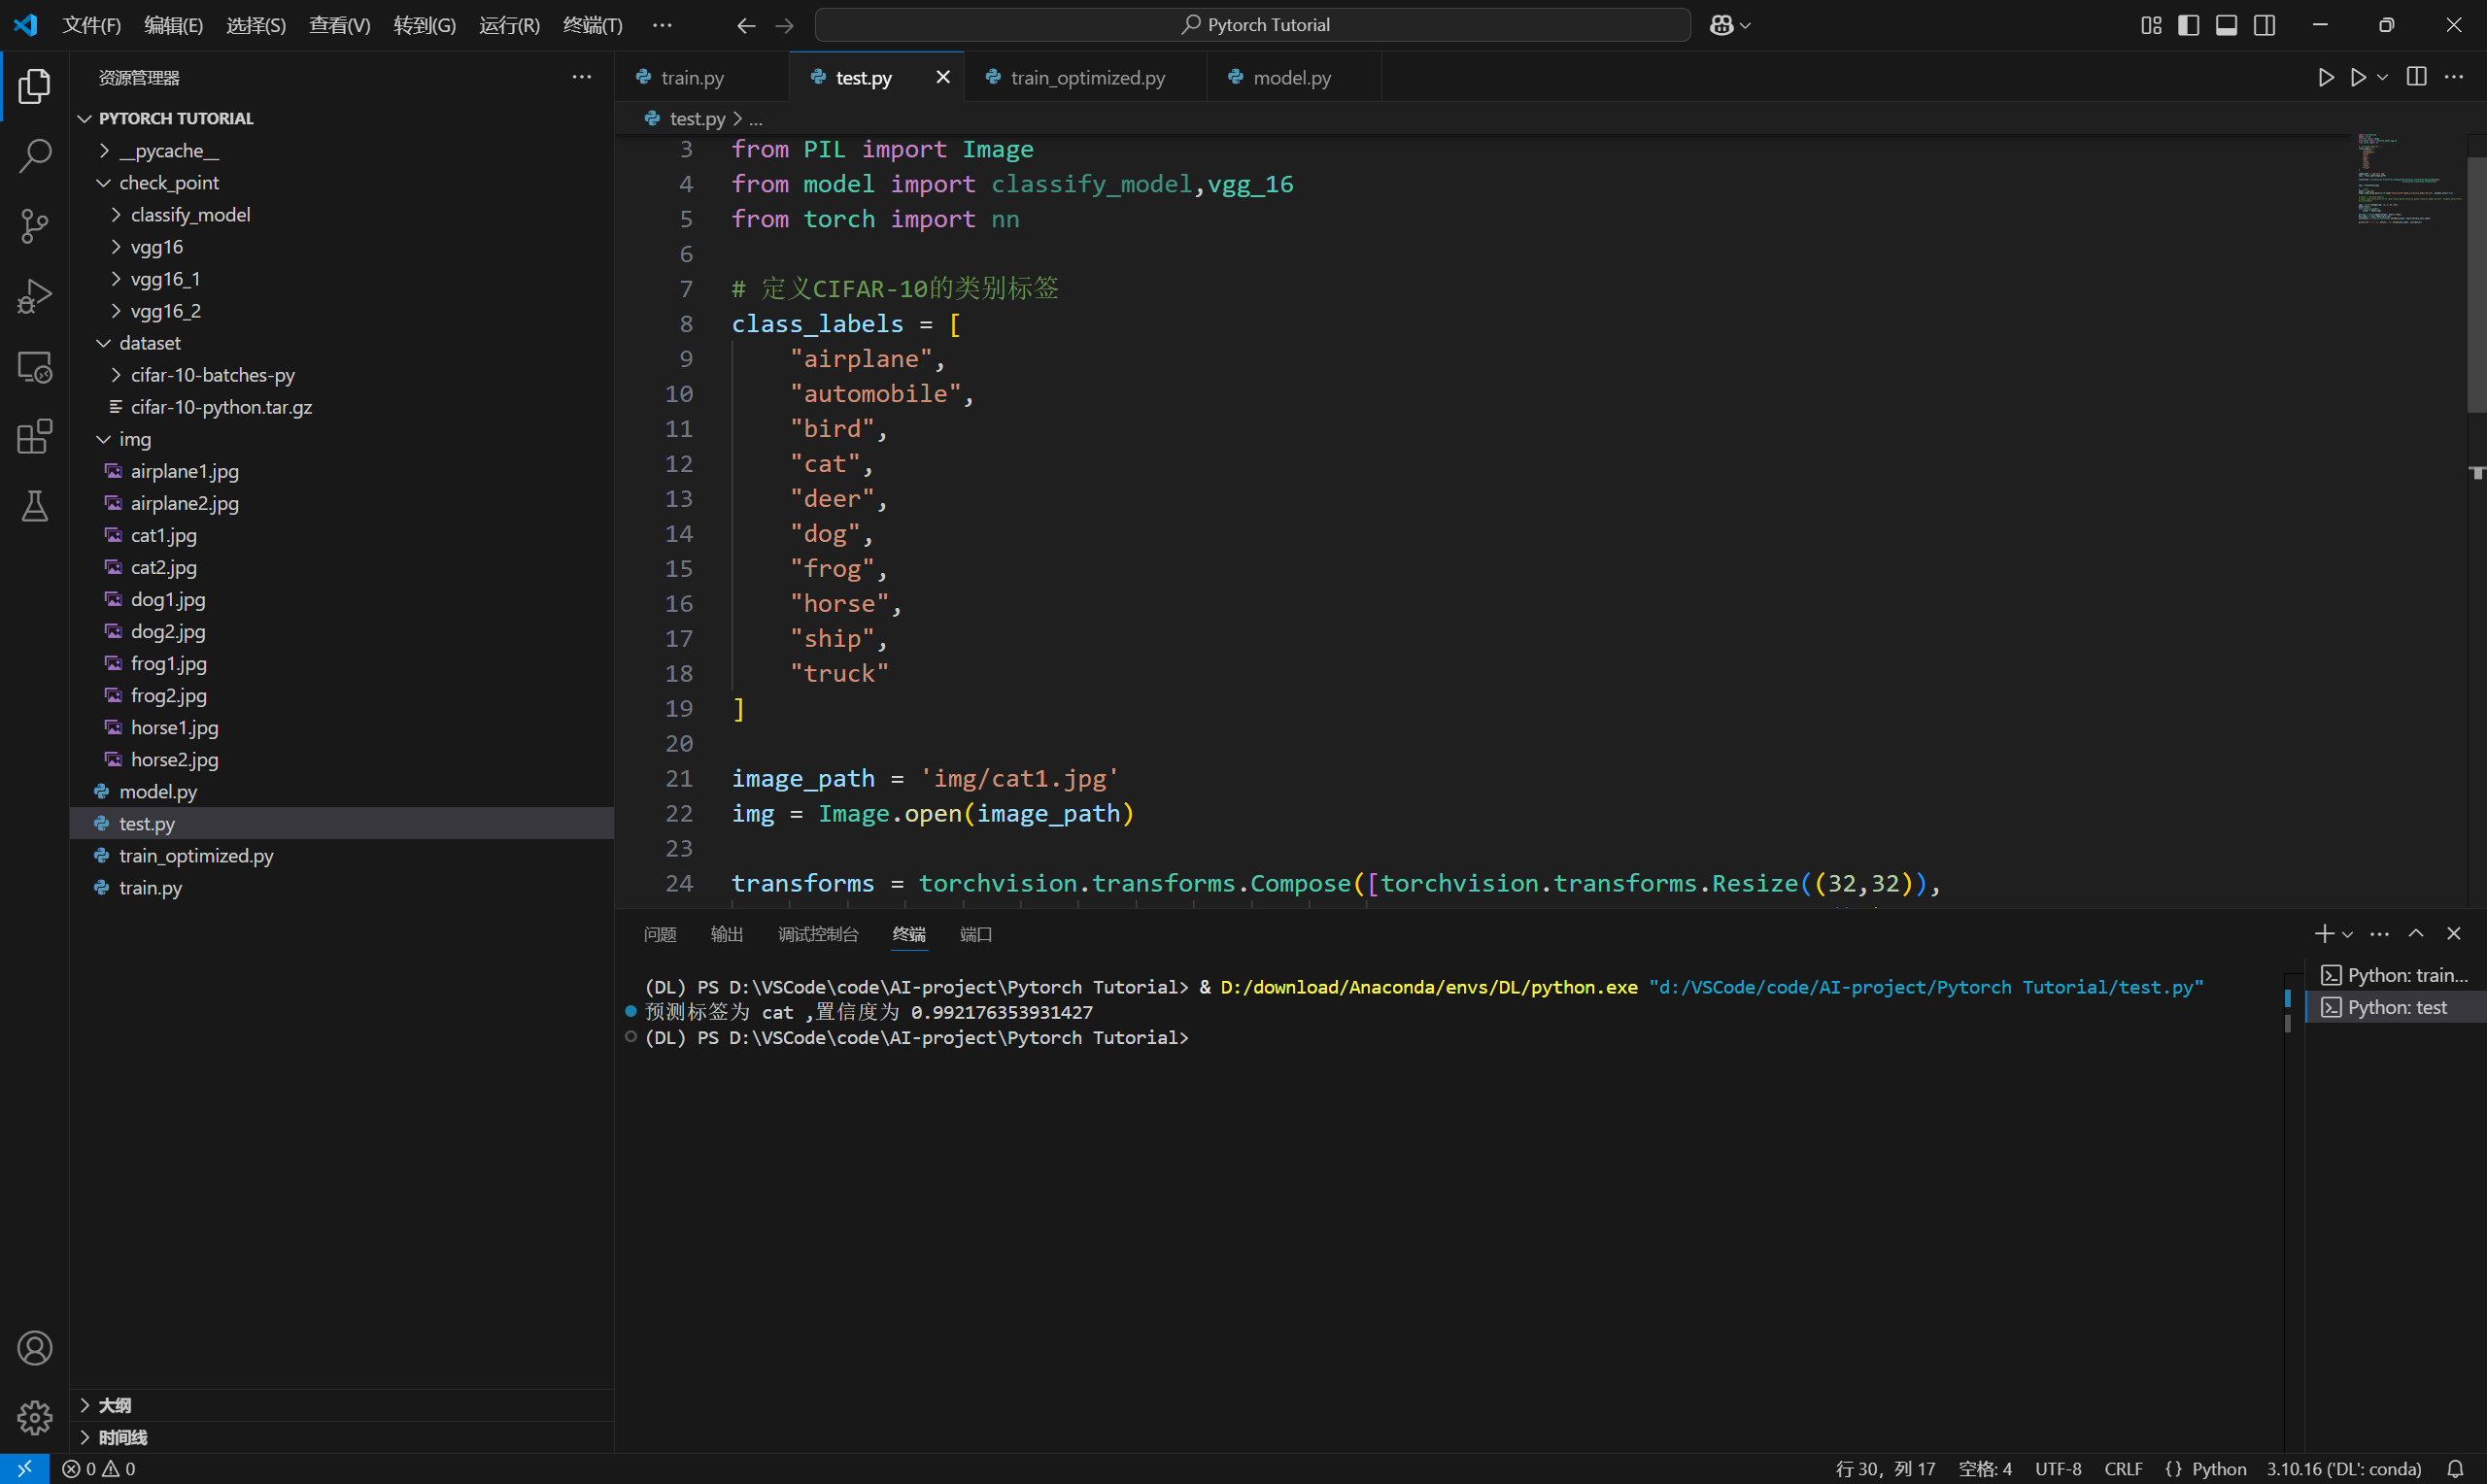 文件(F) 编辑(E) 选择(S) 查看(V) 转到(G) 运行(R) 终端(T) ··· Pytorch Tutorial
资源管理器 ···
PYTORCH TUTORIAL
__pycache__
check_point
classify_model
vgg16
vgg16_1
vgg16_2
dataset
cifar-10-batches-py
cifar-10-python.tar.gz
img
airplane1.jpg
airplane2.jpg
cat1.jpg
cat2.jpg
dog1.jpg
dog2.jpg
frog1.jpg
frog2.jpg
horse1.jpg
horse2.jpg
model.py
test.py
train_optimized.py
train.py
大纲
时间线
train.py test.py train_optimized.py model.py
test.py > ...
3 from PIL import Image
4 from model import classify_model,vgg_16
5 from torch import nn
6
7 # 定义CIFAR-10的类别标签
8 class_labels = [
9 "airplane",
10 "automobile",
11 "bird",
12 "cat",
13 "deer",
14 "dog",
15 "frog",
16 "horse",
17 "ship",
18 "truck"
19 ]
20
21 image_path = 'img/cat1.jpg'
22 img = Image.open(image_path)
23
24 transforms = torchvision.transforms.Compose([torchvision.transforms.Resize((32,32)),
问题 输出 调试控制台 终端 端口
(DL) PS D:\VSCode\code\AI-project\Pytorch Tutorial> & D:/download/Anaconda/envs/DL/python.exe "d:/VSCode/code/AI-project/Pytorch Tutorial/test.py"
预测标签为 cat ,置信度为 0.992176353931427
(DL) PS D:\VSCode\code\AI-project\Pytorch Tutorial>
Python: train...
Python: test
0 0 行 30, 列 17 空格: 4 UTF-8 CRLF {} Python 3.10.16 ('DL': conda)